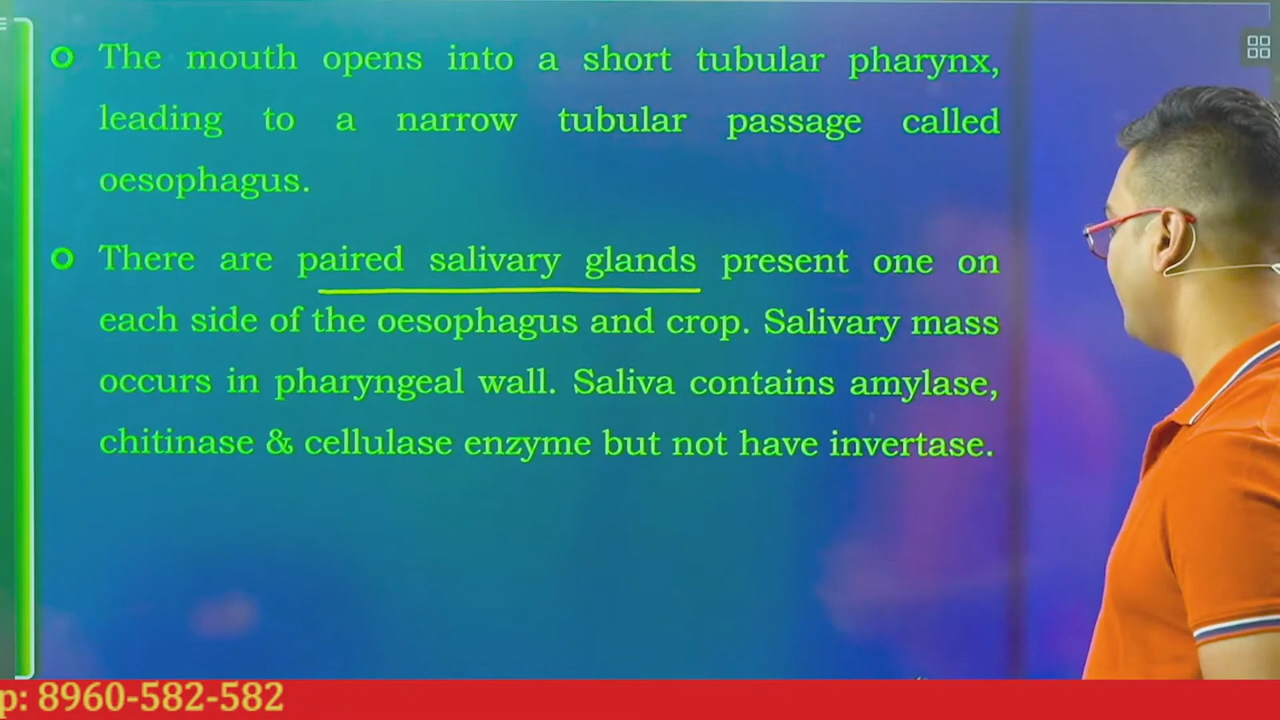 The mouth opens into a short tubular pharynx,
leading to a narrow tubular passage called
oesophagus.
There are paired salivary glands present one on
each side of the oesophagus and crop. Salivary mass
occurs in pharyngeal wall. Saliva contains amylase,
chitinase & cellulase enzyme but not have invertase.
p: 8960-582-582